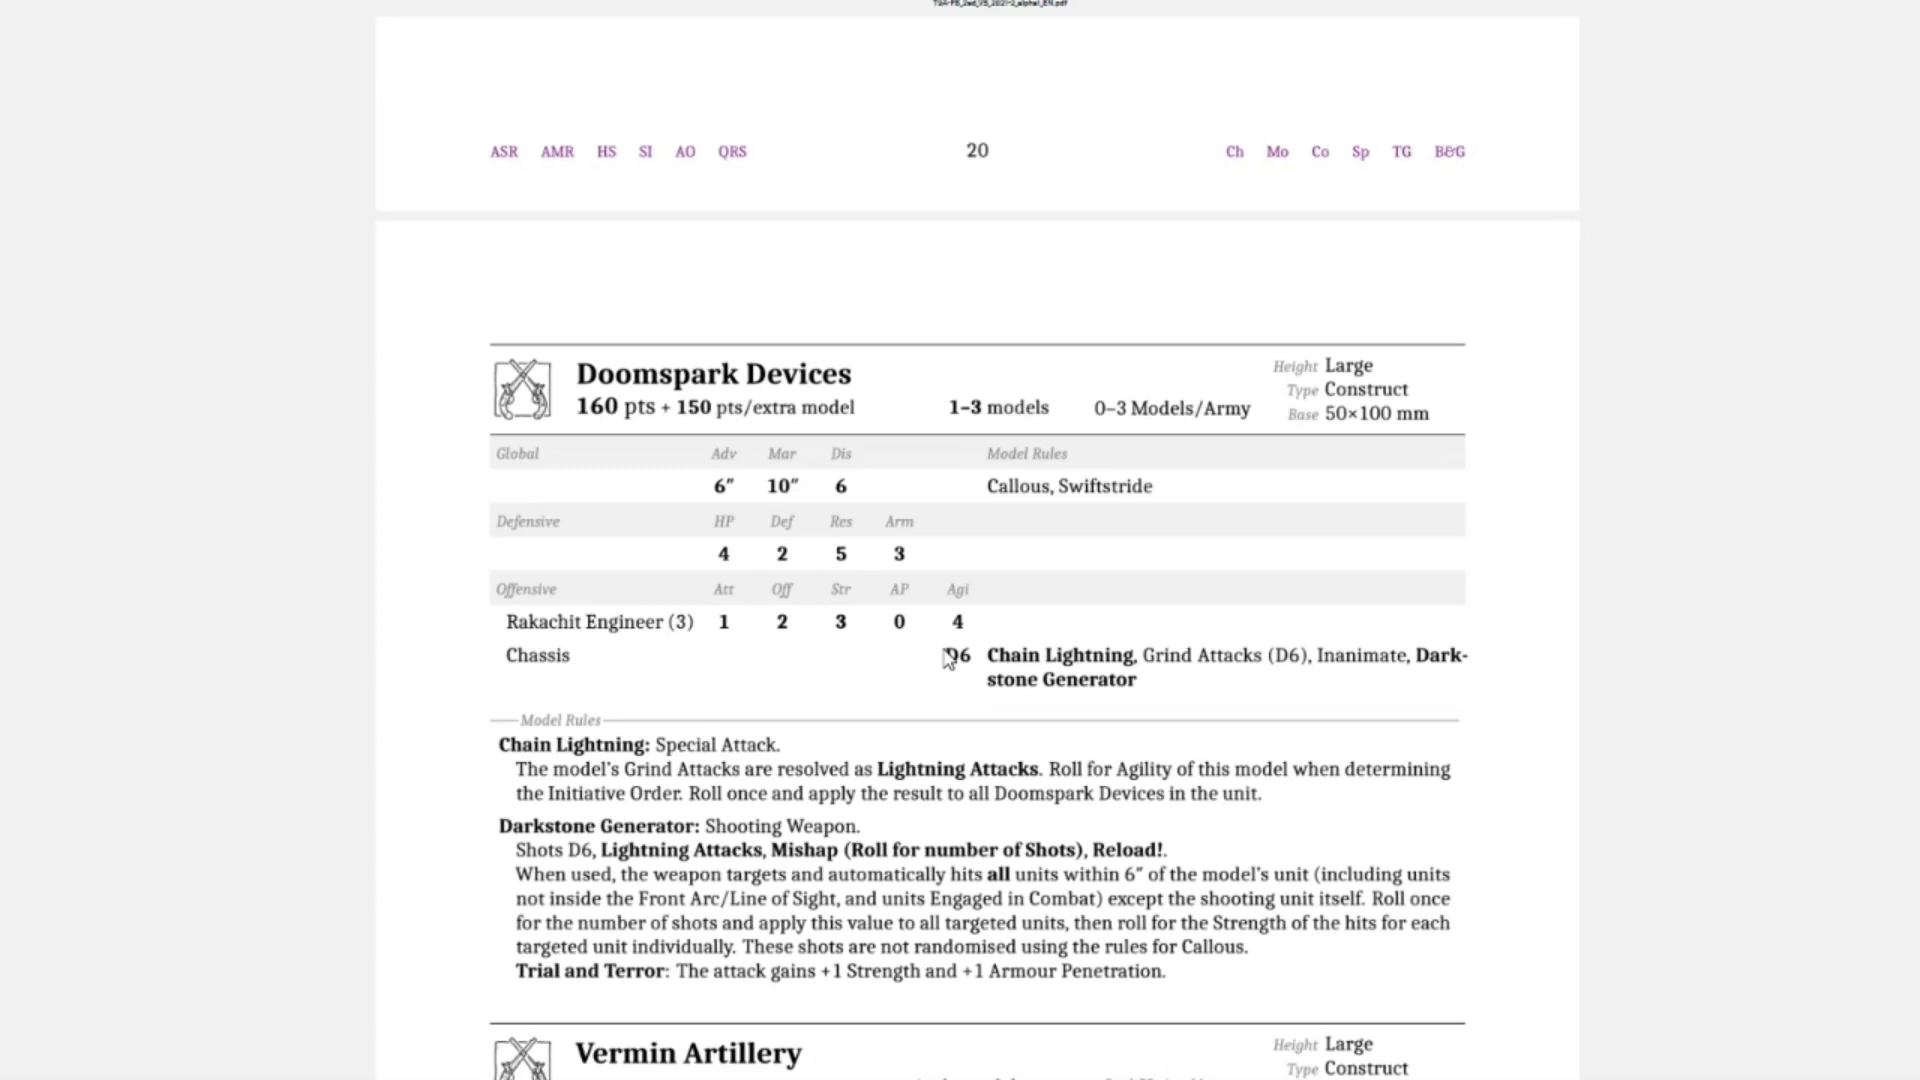 ASR AMR HS SI AO QRS 20 Ch Mo Co Sp TG B&G
Doomspark Devices
160 pts + 150 pts/extra model 1–3 models 0–3 Models/Army
Height Large
Type Construct
Base 50×100 mm
Global Adv Mar Dis Model Rules
6″ 10″ 6 Callous, Swiftstride
Defensive HP Def Res Arm
4 2 5 3
Offensive Att Off Str AP Agi
Rakachit Engineer (3) 1 2 3 0 4
Chassis D6 Chain Lightning, Grind Attacks (D6), Inanimate, Dark-
stone Generator
Model Rules
Chain Lightning: Special Attack.
The model's Grind Attacks are resolved as Lightning Attacks. Roll for Agility of this model when determining
the Initiative Order. Roll once and apply the result to all Doomspark Devices in the unit.
Darkstone Generator: Shooting Weapon.
Shots D6, Lightning Attacks, Mishap (Roll for number of Shots), Reload!.
When used, the weapon targets and automatically hits all units within 6″ of the model's unit (including units
not inside the Front Arc/Line of Sight, and units Engaged in Combat) except the shooting unit itself. Roll once
for the number of shots and apply this value to all targeted units, then roll for the Strength of the hits for each
targeted unit individually. These shots are not randomised using the rules for Callous.
Trial and Terror: The attack gains +1 Strength and +1 Armour Penetration.
Vermin Artillery
Height Large
Type Construct